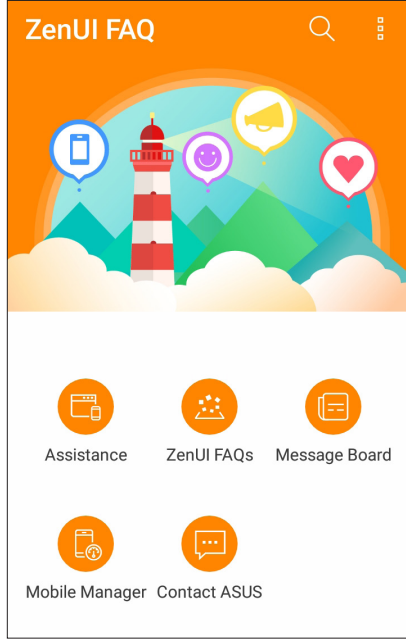 ZenUI FAQ
Assistance ZenUI FAQs Message Board
Mobile Manager Contact ASUS